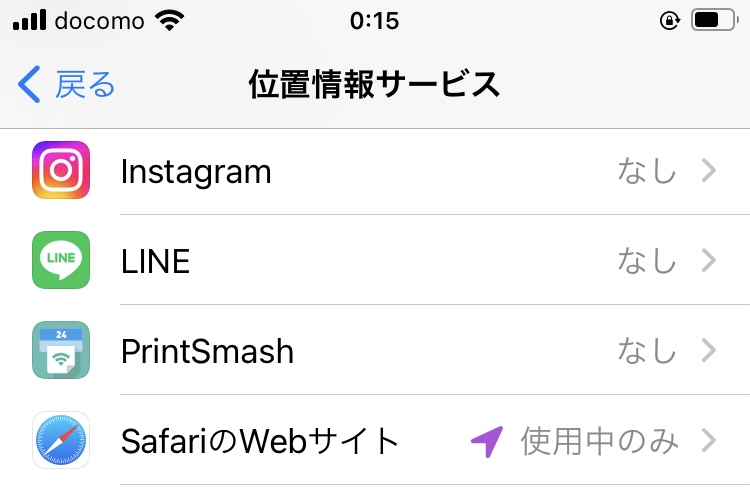 docomo 0:15
戻る 位置情報サービス
Instagram なし
LINE LINE なし
24
PrintSmash なし
SafariのWebサイト 使用中のみ